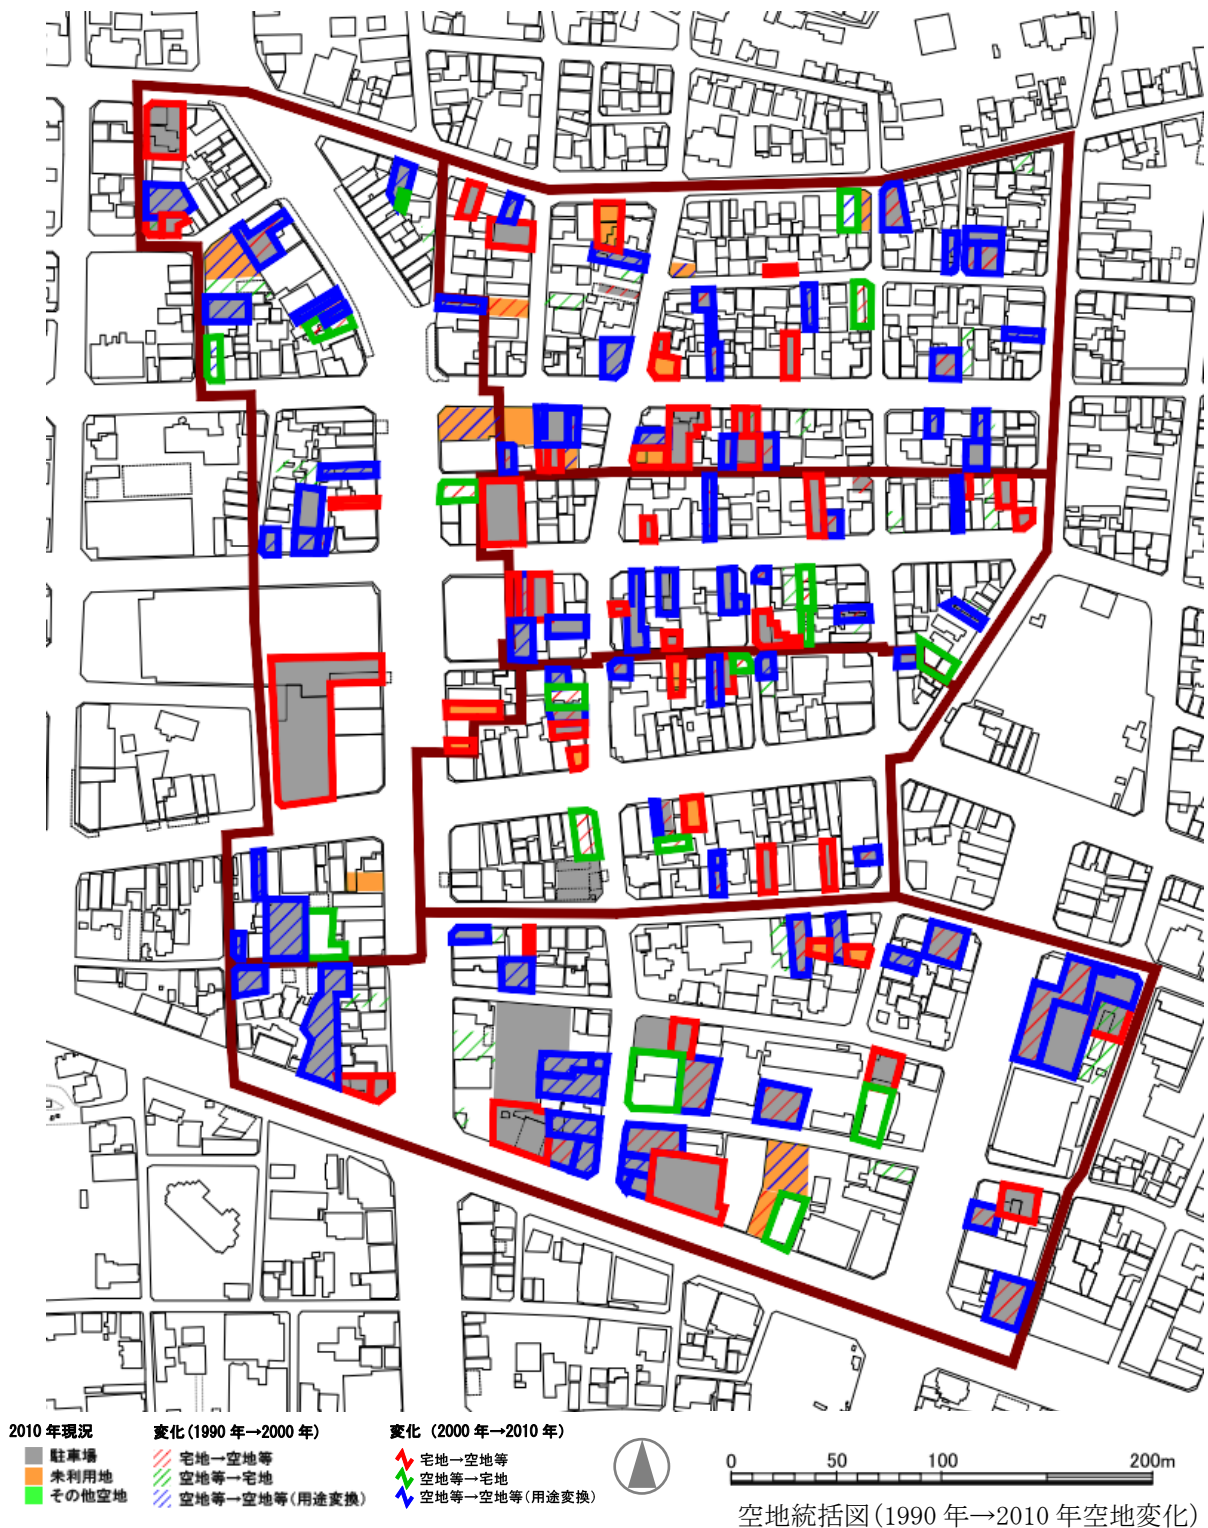 2010 年現況
駐車場
未利用地
その他空地
変化(1990 年→2000 年)
宅地→空地等
空地等→宅地
空地等→空地等(用途変換)
変化 (2000 年→2010 年)
宅地→空地等
空地等→宅地
空地等→空地等(用途変換)
0 50 100 200m
空地統括図(1990 年→2010 年空地変化)